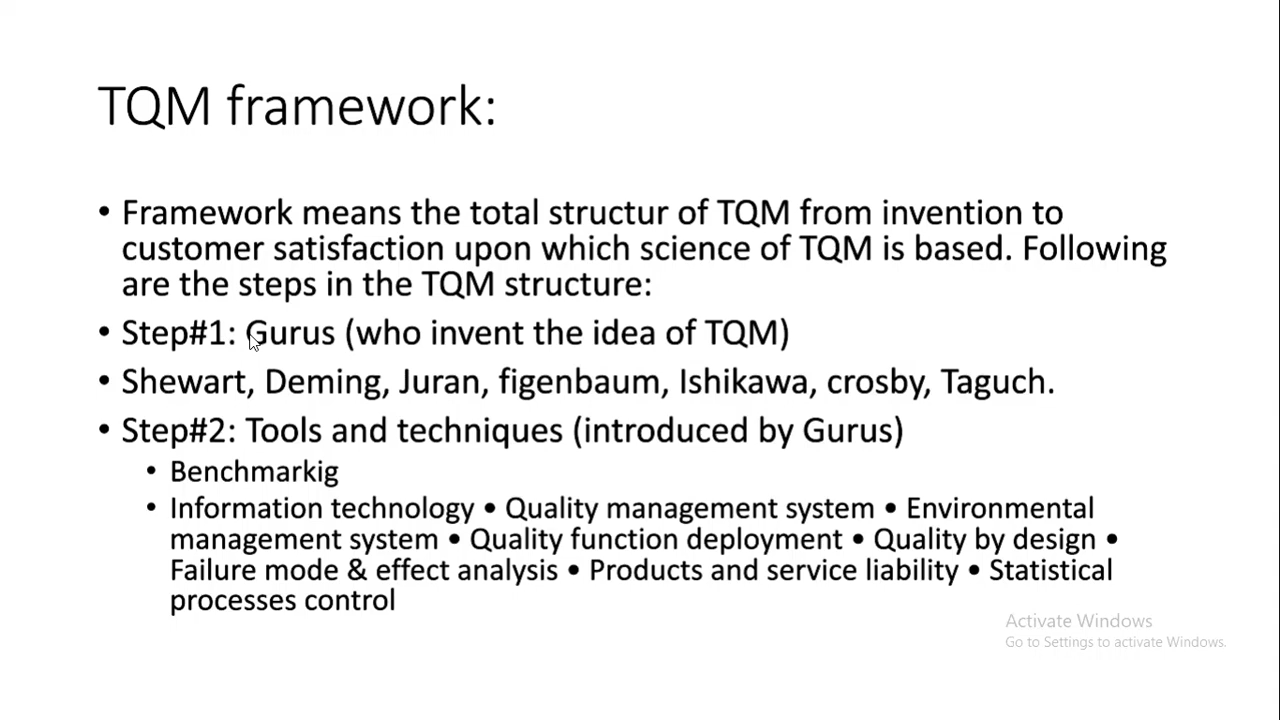 TQM framework:
• Framework means the total structur of TQM from invention to
customer satisfaction upon which science of TQM is based. Following
are the steps in the TQM structure:
• Step#1: Gurus (who invent the idea of TQM)
• Shewart, Deming, Juran, figenbaum, Ishikawa, crosby, Taguch.
• Step#2: Tools and techniques (introduced by Gurus)
• Benchmarkig
• Information technology • Quality management system • Environmental
management system • Quality function deployment • Quality by design •
Failure mode & effect analysis • Products and service liability • Statistical
processes control
Activate Windows
Go to Settings to activate Windows.